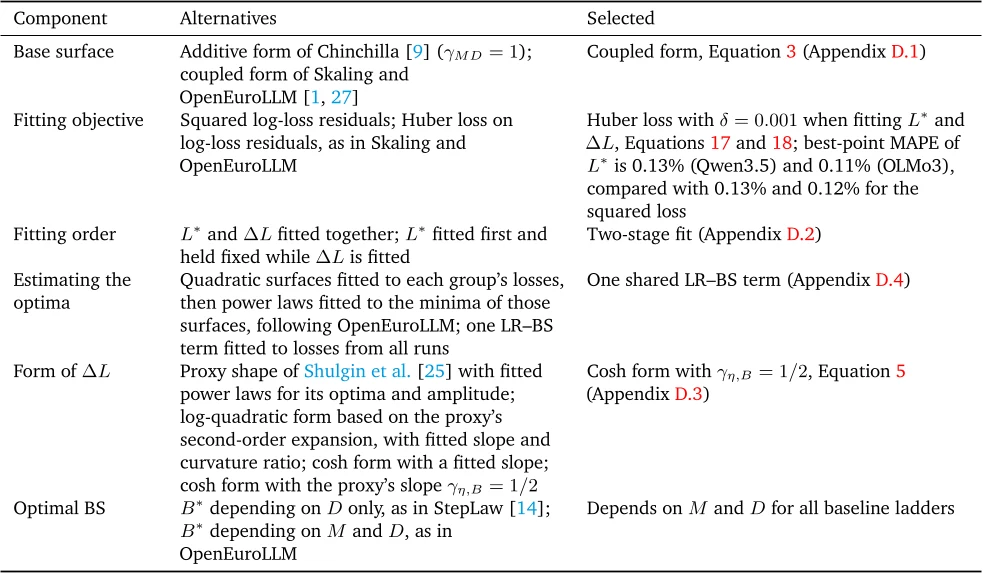 Component Alternatives Selected
Base surface Additive form of Chinchilla [9] (γMD = 1); Coupled form, Equation 3 (Appendix D.1)
coupled form of Skaling and
OpenEuroLLM [1, 27]
Fitting objective Squared log-loss residuals; Huber loss on Huber loss with δ = 0.001 when fitting L* and
log-loss residuals, as in Skaling and ΔL, Equations 17 and 18; best-point MAPE of
OpenEuroLLM L* is 0.13% (Qwen3.5) and 0.11% (OLMo3),
compared with 0.13% and 0.12% for the
squared loss
Fitting order L* and ΔL fitted together; L* fitted first and Two-stage fit (Appendix D.2)
held fixed while ΔL is fitted
Estimating the Quadratic surfaces fitted to each group's losses, One shared LR–BS term (Appendix D.4)
optima then power laws fitted to the minima of those
surfaces, following OpenEuroLLM; one LR–BS
term fitted to losses from all runs
Form of ΔL Proxy shape of Shulgin et al. [25] with fitted Cosh form with γη,B = 1/2, Equation 5
power laws for its optima and amplitude; (Appendix D.3)
log-quadratic form based on the proxy's
second-order expansion, with fitted slope and
curvature ratio; cosh form with a fitted slope;
cosh form with the proxy's slope γη,B = 1/2
Optimal BS B* depending on D only, as in StepLaw [14]; Depends on M and D for all baseline ladders
B* depending on M and D, as in
OpenEuroLLM